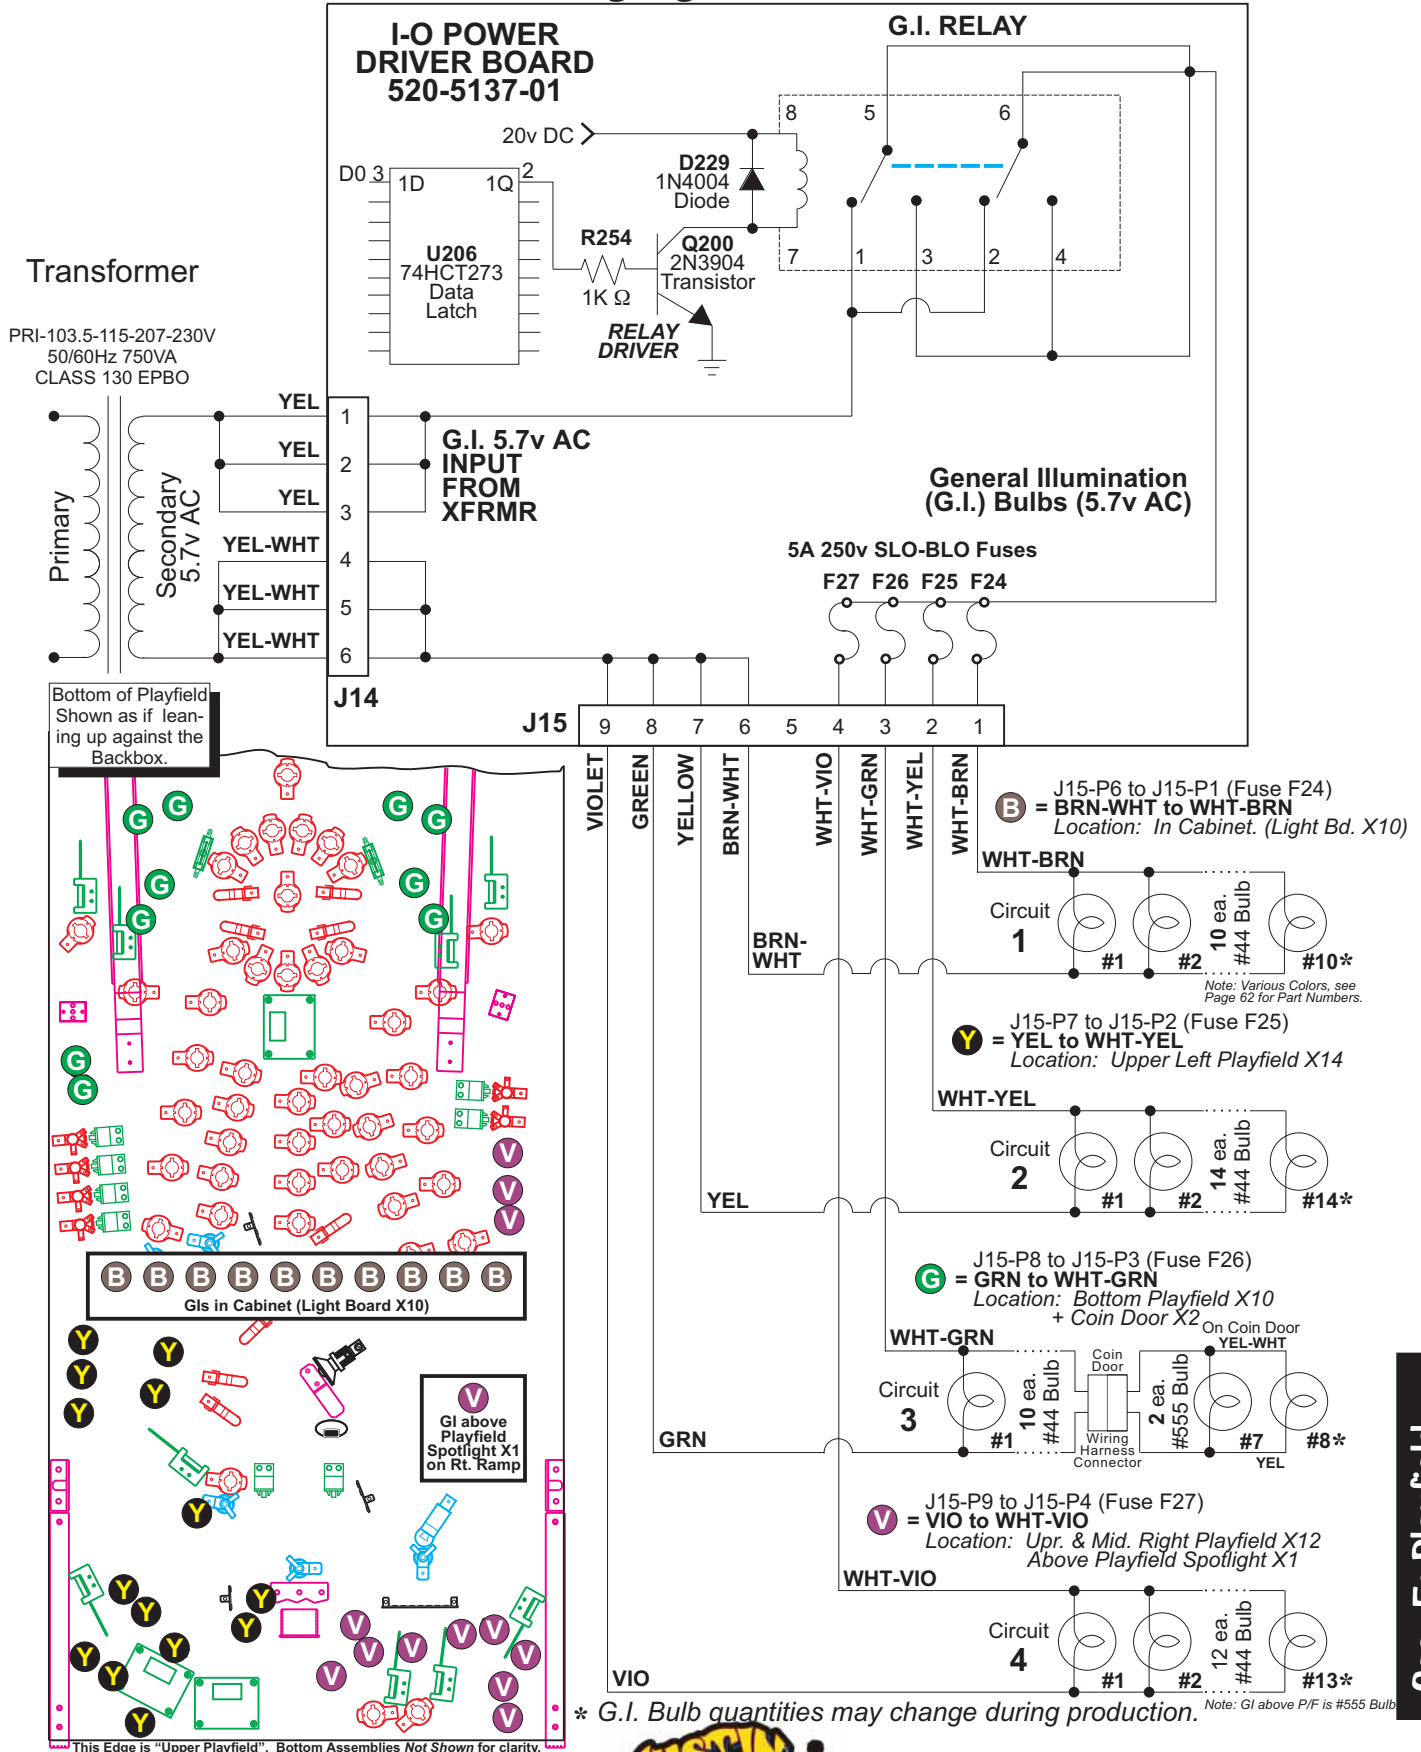 I-O POWER
DRIVER BOARD
520-5137-01
G.I. RELAY
8
5
6
20v DC
D229
1N4004
Diode
D0 3
1D
1Q
2
U206
74HCT273
Data
Latch
R254
1K Ω
Q200
2N3904
Transistor
RELAY
DRIVER
7
1
3
2
4
Transformer
PRI-103.5-115-207-230V
50/60Hz 750VA
CLASS 130 EPBO
Primary
Secondary
5.7v AC
YEL
1
YEL
2
YEL
3
YEL-WHT
4
YEL-WHT
5
YEL-WHT
6
J14
G.I. 5.7v AC
INPUT
FROM
XFRMR
General Illumination
(G.I.) Bulbs (5.7v AC)
5A 250v SLO-BLO Fuses
F27 F26 F25 F24
J15
9 8 7 6 5 4 3 2 1
VIOLET
GREEN
YELLOW
BRN-WHT
WHT-VIO
WHT-GRN
WHT-YEL
WHT-BRN
Bottom of Playfield
Shown as if lean-
ing up against the
Backbox.
B
J15-P6 to J15-P1 (Fuse F24)
= BRN-WHT to WHT-BRN
Location: In Cabinet. (Light Bd. X10)
WHT-BRN
Circuit
1
BRN-
WHT
#1
#2
10 ea.
#44 Bulb
#10*
Note: Various Colors, see
Page 62 for Part Numbers.
Y
J15-P7 to J15-P2 (Fuse F25)
= YEL to WHT-YEL
Location: Upper Left Playfield X14
WHT-YEL
Circuit
2
YEL
#1
#2
14 ea.
#44 Bulb
#14*
G
J15-P8 to J15-P3 (Fuse F26)
= GRN to WHT-GRN
Location: Bottom Playfield X10
+ Coin Door X2
On Coin Door
YEL-WHT
WHT-GRN
Circuit
3
GRN
#1
10 ea.
#44 Bulb
Coin
Door
Wiring
Harness
Connector
2 ea.
#555 Bulb
#7
#8*
YEL
V
J15-P9 to J15-P4 (Fuse F27)
= VIO to WHT-VIO
Location: Upr. & Mid. Right Playfield X12
Above Playfield Spotlight X1
WHT-VIO
Circuit
4
VIO
#1
#2
12 ea.
#44 Bulb
#13*
Note: GI above P/F is #555 Bulb
* G.I. Bulb quantities may change during production.
G G G G
G G
G G
G
G
V
V
V
B B B B B B B B B B
GIs in Cabinet (Light Board X10)
Y
Y
Y
Y
Y
V
GI above
Playfield
Spotlight X1
on Rt. Ramp
Y
Y
Y
Y
Y
Y
Y
Y
Y
V
V
V
V
V
V
V
V
V
This Edge is "Upper Playfield". Bottom Assemblies Not Shown for clarity.